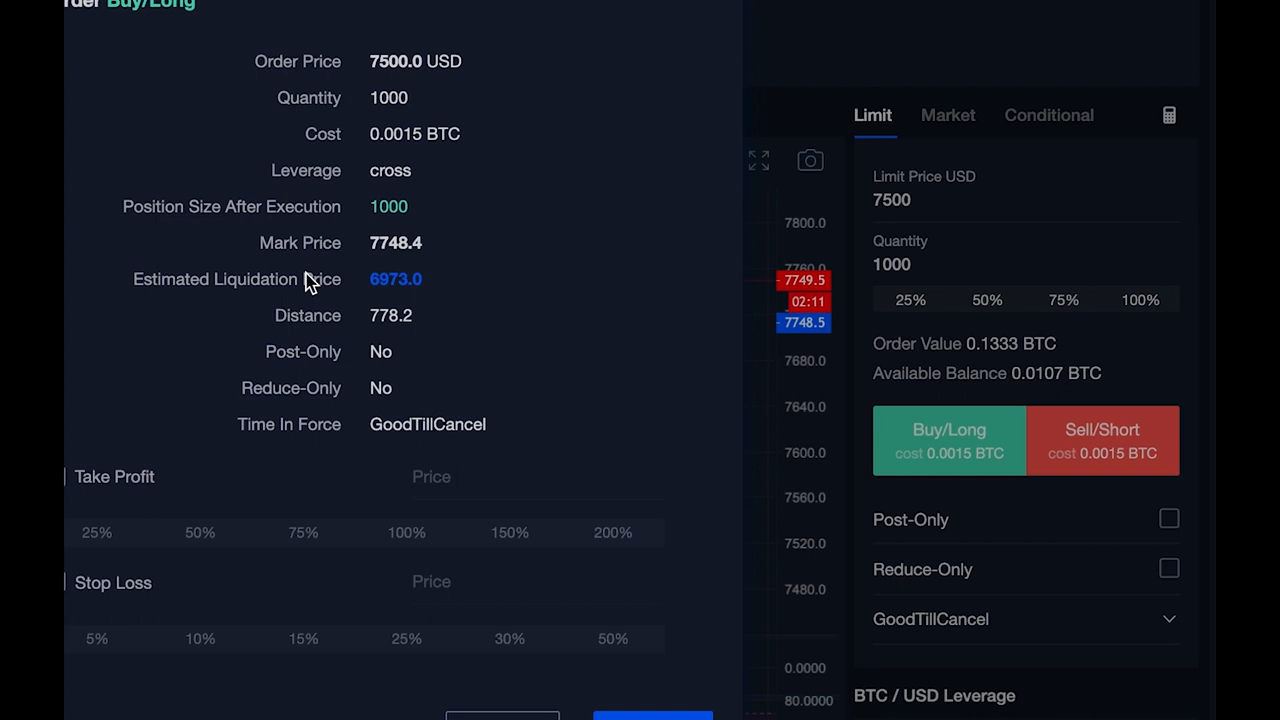 rder Buy/Long
Order Price 7500.0 USD
Quantity 1000
Cost 0.0015 BTC
Leverage cross
Position Size After Execution 1000
Mark Price 7748.4
Estimated Liquidation Price 6973.0
Distance 778.2
Post-Only No
Reduce-Only No
Time In Force GoodTillCancel
Take Profit Price
25% 50% 75% 100% 150% 200%
Stop Loss Price
5% 10% 15% 25% 30% 50%
7800.0
7760.0
7749.5
02:11
7748.5
7680.0
7640.0
7600.0
7560.0
7520.0
7480.0
0.0000
80.0000
Limit Market Conditional
Limit Price USD
7500
Quantity
1000
25% 50% 75% 100%
Order Value 0.1333 BTC
Available Balance 0.0107 BTC
Buy/Long
cost 0.0015 BTC
Sell/Short
cost 0.0015 BTC
Post-Only
Reduce-Only
GoodTillCancel
BTC / USD Leverage